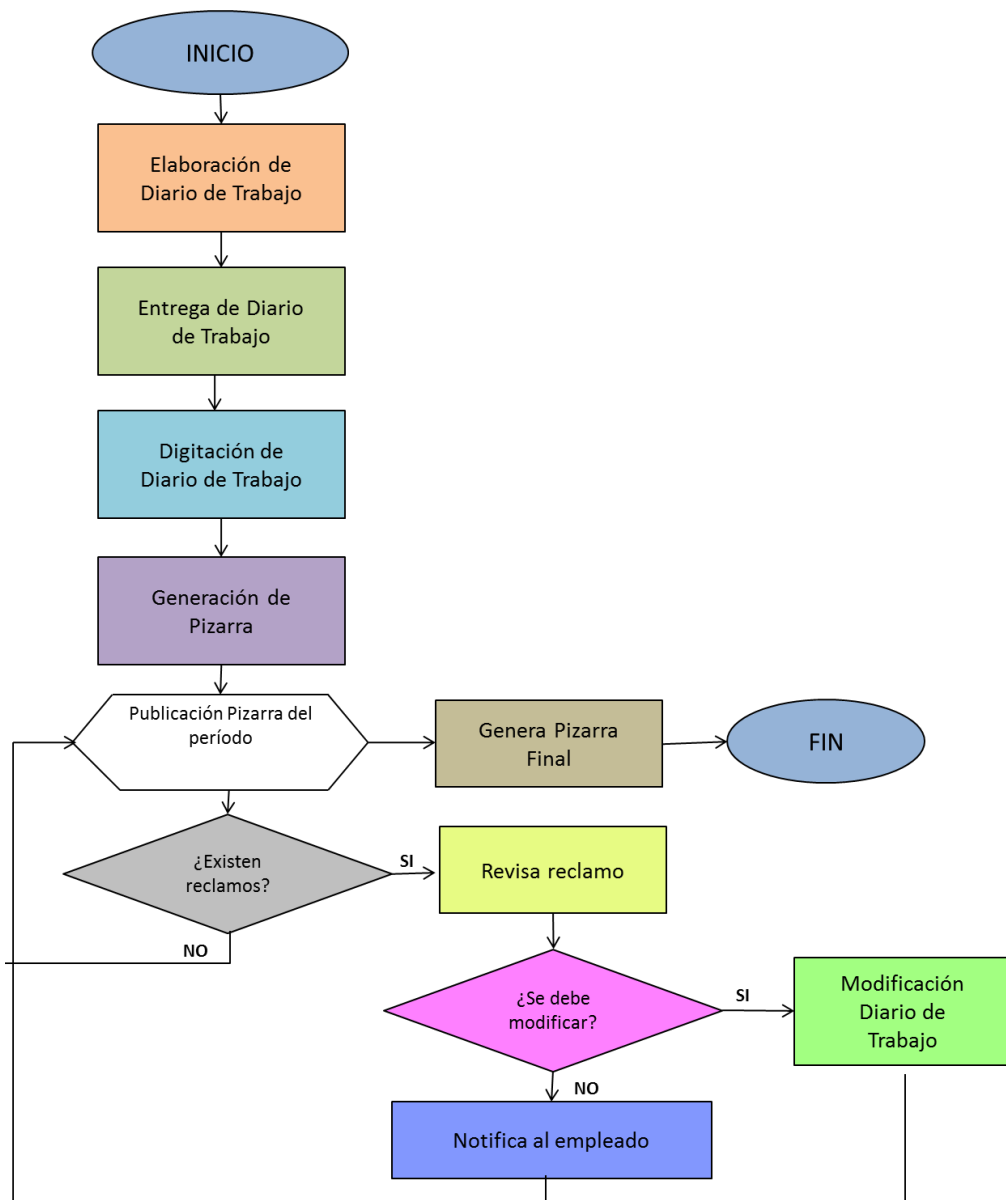 INICIO
Elaboración de
Diario de Trabajo
Entrega de Diario
de Trabajo
Digitación de
Diario de Trabajo
Generación de
Pizarra
Publicación Pizarra del
período
Genera Pizarra
Final
FIN
¿Existen
reclamos?
SI
Revisa reclamo
NO
¿Se debe
modificar?
SI
Modificación
Diario de
Trabajo
NO
Notifica al empleado